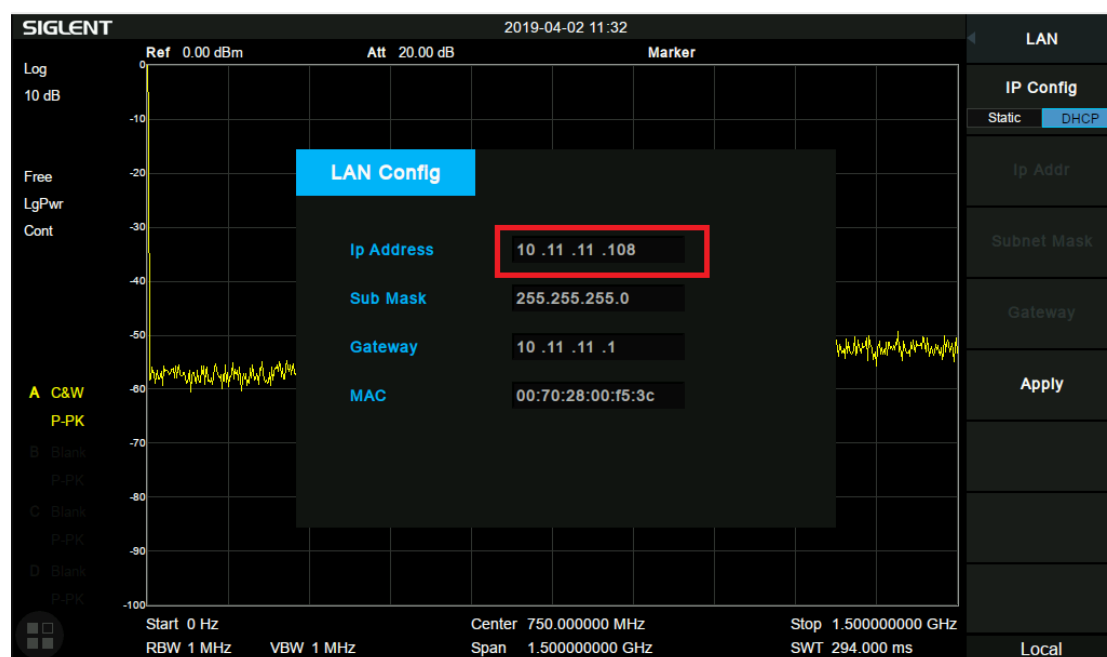 SIGLENT
2019-04-02 11:32
LAN
Ref 0.00 dBm Att 20.00 dB Marker
Log
10 dB
Free
LgPwr
Cont
A C&W
P-PK
B Blank
P-PK
C Blank
P-PK
D Blank
P-PK
0
-10
-20
-30
-40
-50
-60
-70
-80
-90
-100
LAN Config
Ip Address 10 .11 .11 .108
Sub Mask 255.255.255.0
Gateway 10 .11 .11 .1
MAC 00:70:28:00:f5:3c
IP Config
Static DHCP
Ip Addr
Subnet Mask
Gateway
Apply
Start 0 Hz Center 750.000000 MHz Stop 1.500000000 GHz
RBW 1 MHz VBW 1 MHz Span 1.500000000 GHz SWT 294.000 ms
Local